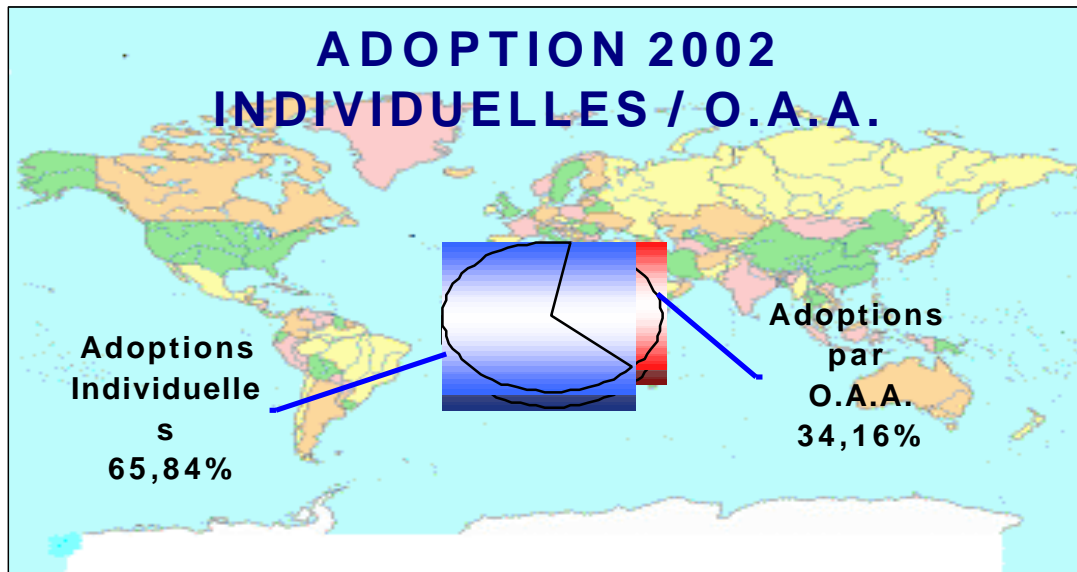 ADOPTION 2002
INDIVIDUELLES / O.A.A.
Adoptions
Individuelle
s
65,84%
Adoptions
par
O.A.A.
34,16%